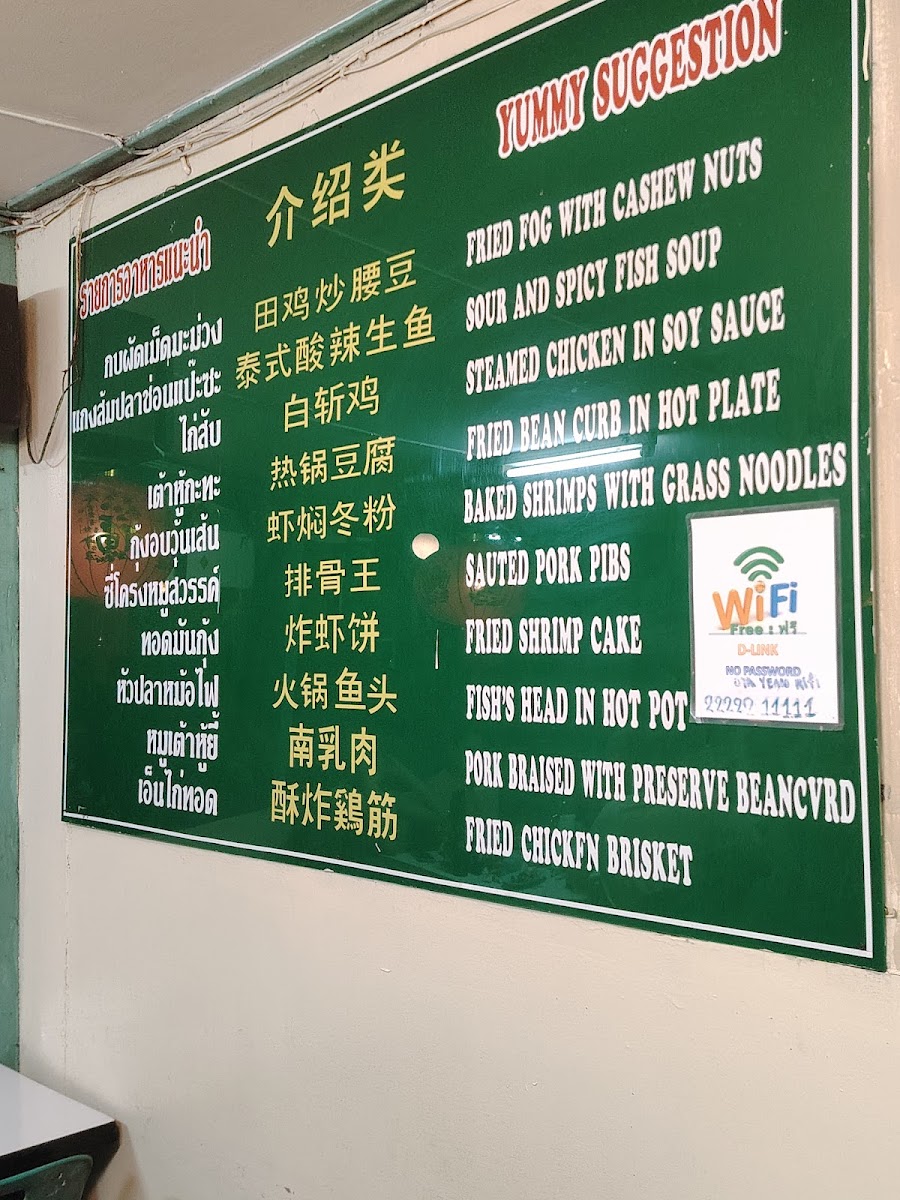 รายการอาหารแนะนำ
กบผัดเม็ดมะม่วง
แกงส้มปลาช่อนแป๊ะซะ
ไก่สับ
เต้าหู้กะทะ
กุ้งอบวุ้นเส้น
ซี่โครงหมูสวรรค์
ทอดมันกุ้ง
หัวปลาหม้อไฟ
หมูเต้าหู้ยี้
เอ็นไก่ทอด
介绍类
田鸡炒腰豆
泰式酸辣生鱼
白斩鸡
热锅豆腐
虾焖冬粉
排骨王
炸虾饼
火锅鱼头
南乳肉
酥炸鷄筋
YUMMY SUGGESTION
FRIED FOG WITH CASHEW NUTS
SOUR AND SPICY FISH SOUP
STEAMED CHICKEN IN SOY SAUCE
FRIED BEAN CURB IN HOT PLATE
BAKED SHRIMPS WITH GRASS NOODLES
SAUTED PORK PIBS
FRIED SHRIMP CAKE
FISH'S HEAD IN HOT POT
PORK BRAISED WITH PRESERVE BEANCVRD
FRIED CHICKFN BRISKET
WiFi
Free : ฟรี
D-LINK
NO PASSWORD
22222 11111